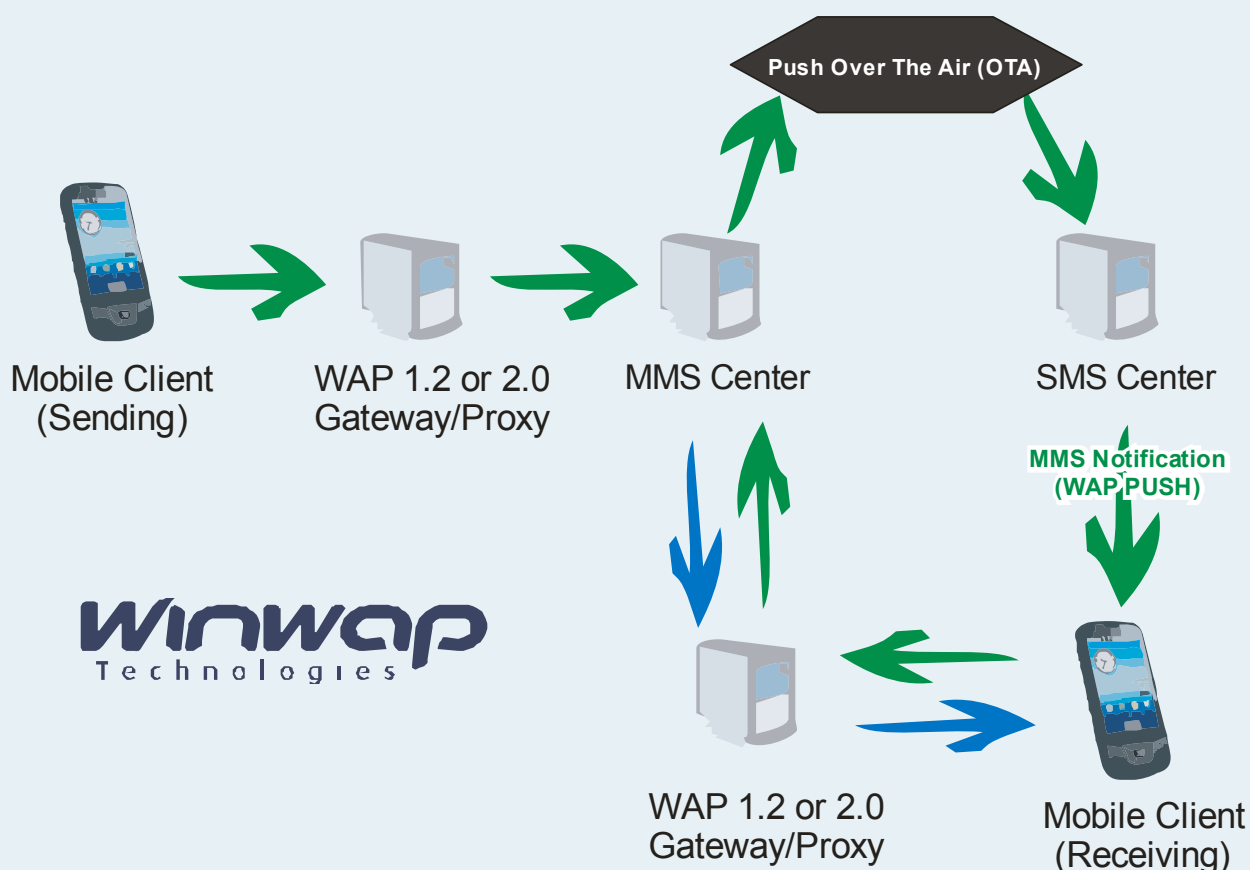 Push Over The Air (OTA)
Mobile Client
(Sending)
WAP 1.2 or 2.0
Gateway/Proxy
MMS Center
SMS Center
MMS Notification
(WAP PUSH)
Winwap
Technologies
WAP 1.2 or 2.0
Gateway/Proxy
Mobile Client
(Receiving)